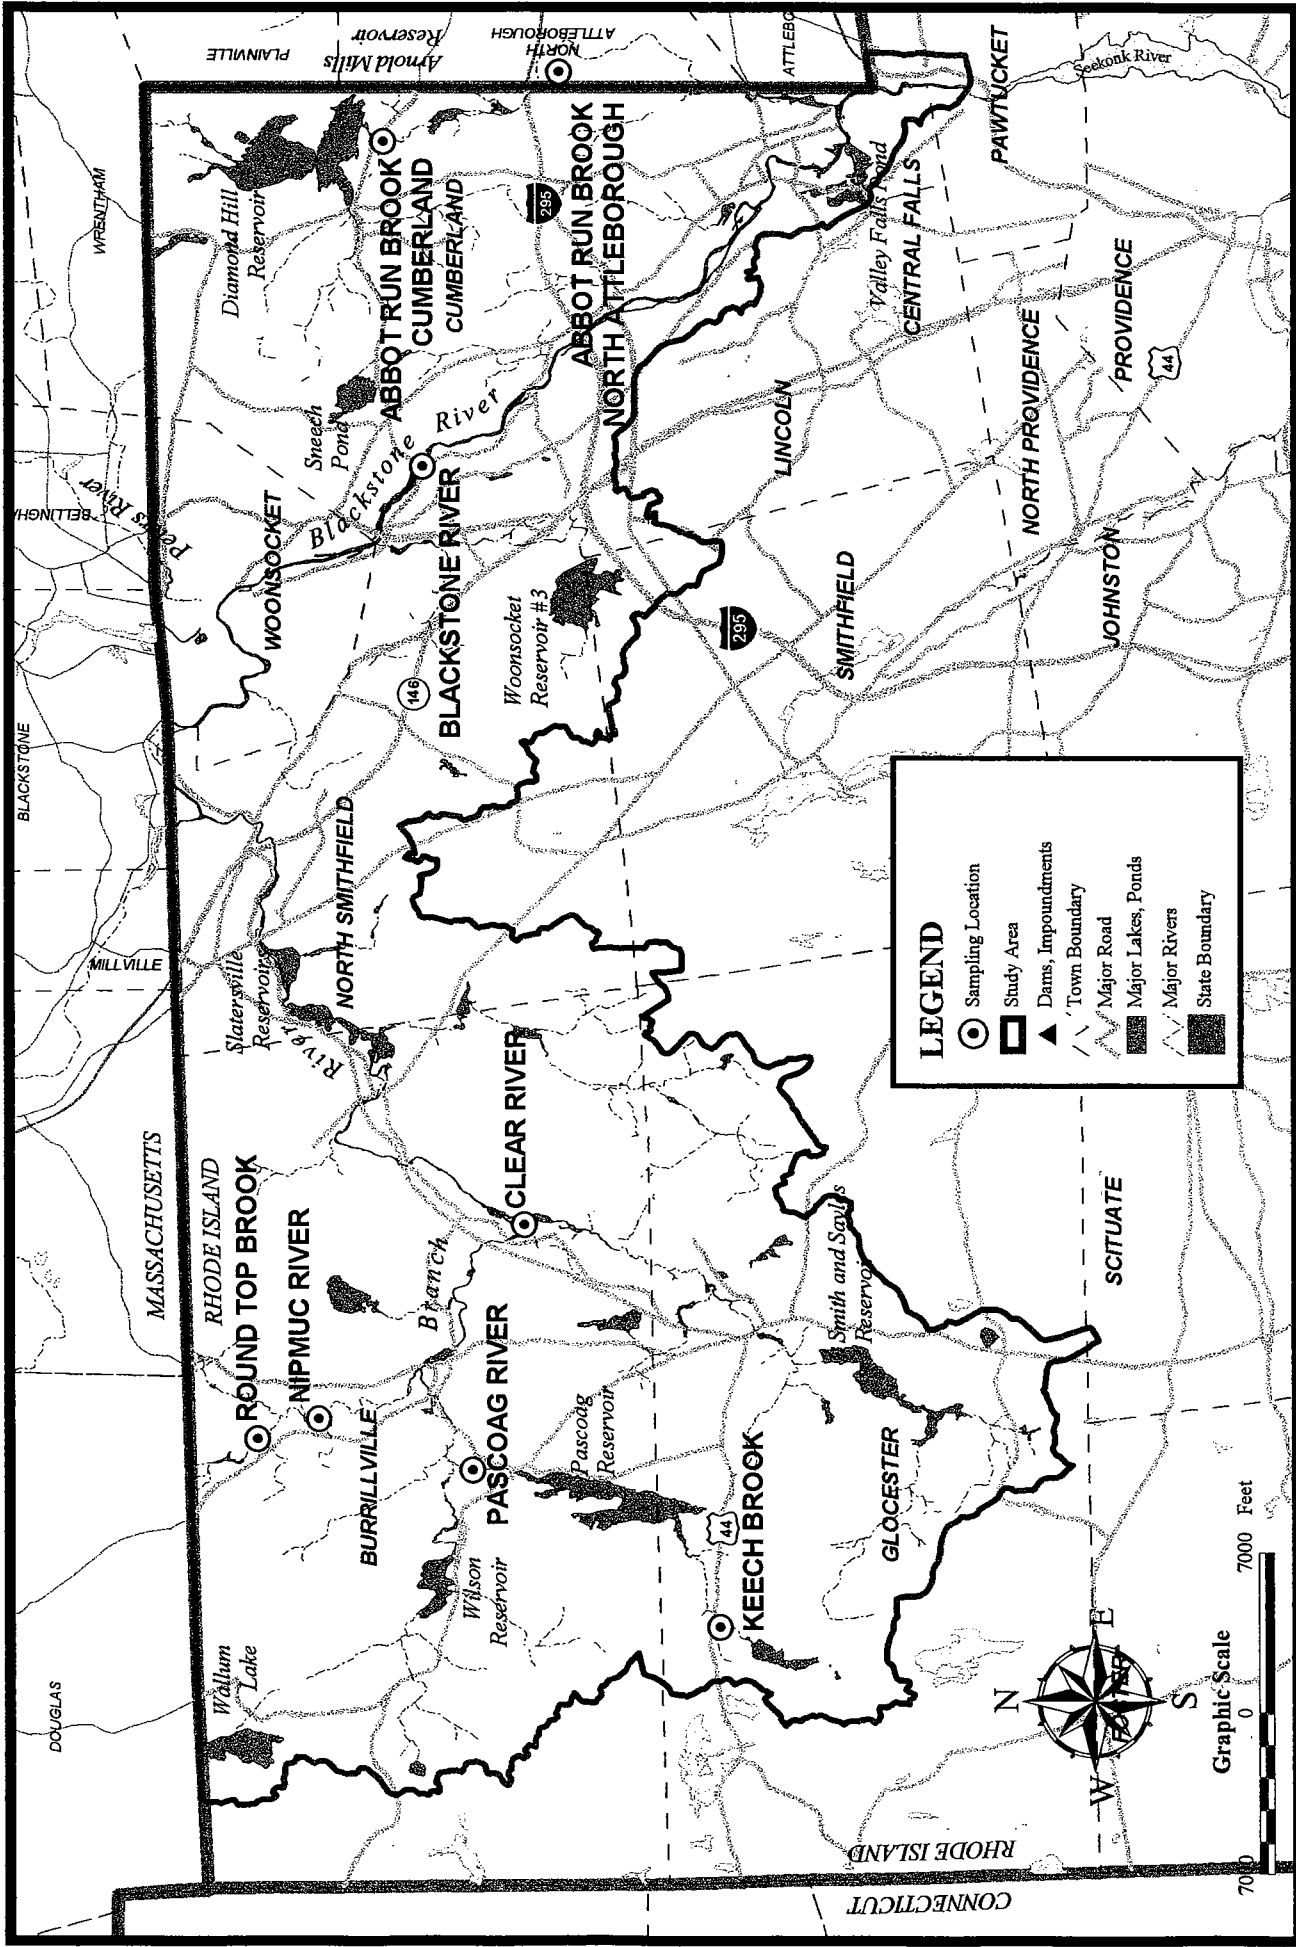 DOUGLAS
MILLVILLE
BLACKSTONE
WRENTHAM
PLAINVILLE
MASSACHUSETTS
RHODE ISLAND
Wallum
Lake
ROUND TOP BROOK
NIPMUC RIVER
BURRILLVILLE
Wilson
Reservoir
PASCOAG RIVER
Pascoag
Reservoir
Branch
River
CLEAR RIVER
Slatersville
Reservoirs
NORTH SMITHFIELD
WOONSOCKET
Peters River
Blackstone River
BLACKSTONE RIVER
146
Woonsocket
Reservoir #3
Sneech
Pond
Diamond Hill
Reservoir
Arnold Mills
Reservoir
ABBOT RUN BROOK
CUMBERLAND
CUMBERLAND
295
NORTH
ATTLEBOROUGH
ABBOT RUN BROOK
NORTH ATTLEBOROUGH
KEECH BROOK
44
GLOCESTER
Smith and Sayles
Reservoir
SCITUATE
SMITHFIELD
295
LINCOLN
Valley Falls Pond
CENTRAL FALLS
PAWTUCKET
Seekonk River
NORTH PROVIDENCE
PROVIDENCE
44
JOHNSTON
CONNECTICUT
RHODE ISLAND
N
W
E
S
FOSTER
Graphic Scale
7000 0 7000 Feet
LEGEND
Sampling Location
Study Area
Dams, Impoundments
Town Boundary
Major Road
Major Lakes, Ponds
Major Rivers
State Boundary